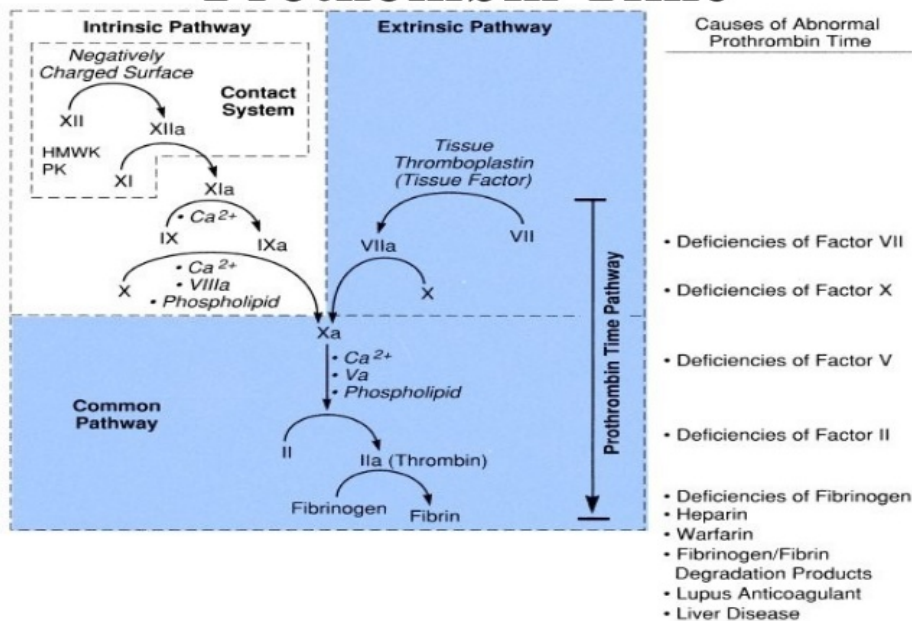 Intrinsic Pathway
Extrinsic Pathway
Causes of Abnormal
Prothrombin Time
Negatively
Charged Surface
Contact
System
XII
XIIa
HMWK
PK
XI
XIa
• Ca2+
IX
IXa
• Ca2+
• VIIIa
• Phospholipid
X
Tissue
Thromboplastin
(Tissue Factor)
VIIa
VII
X
Xa
• Ca2+
• Va
• Phospholipid
Common
Pathway
II
IIa (Thrombin)
Fibrinogen
Fibrin
Prothrombin Time Pathway
• Deficiencies of Factor VII
• Deficiencies of Factor X
• Deficiencies of Factor V
• Deficiencies of Factor II
• Deficiencies of Fibrinogen
• Heparin
• Warfarin
• Fibrinogen/Fibrin
Degradation Products
• Lupus Anticoagulant
• Liver Disease